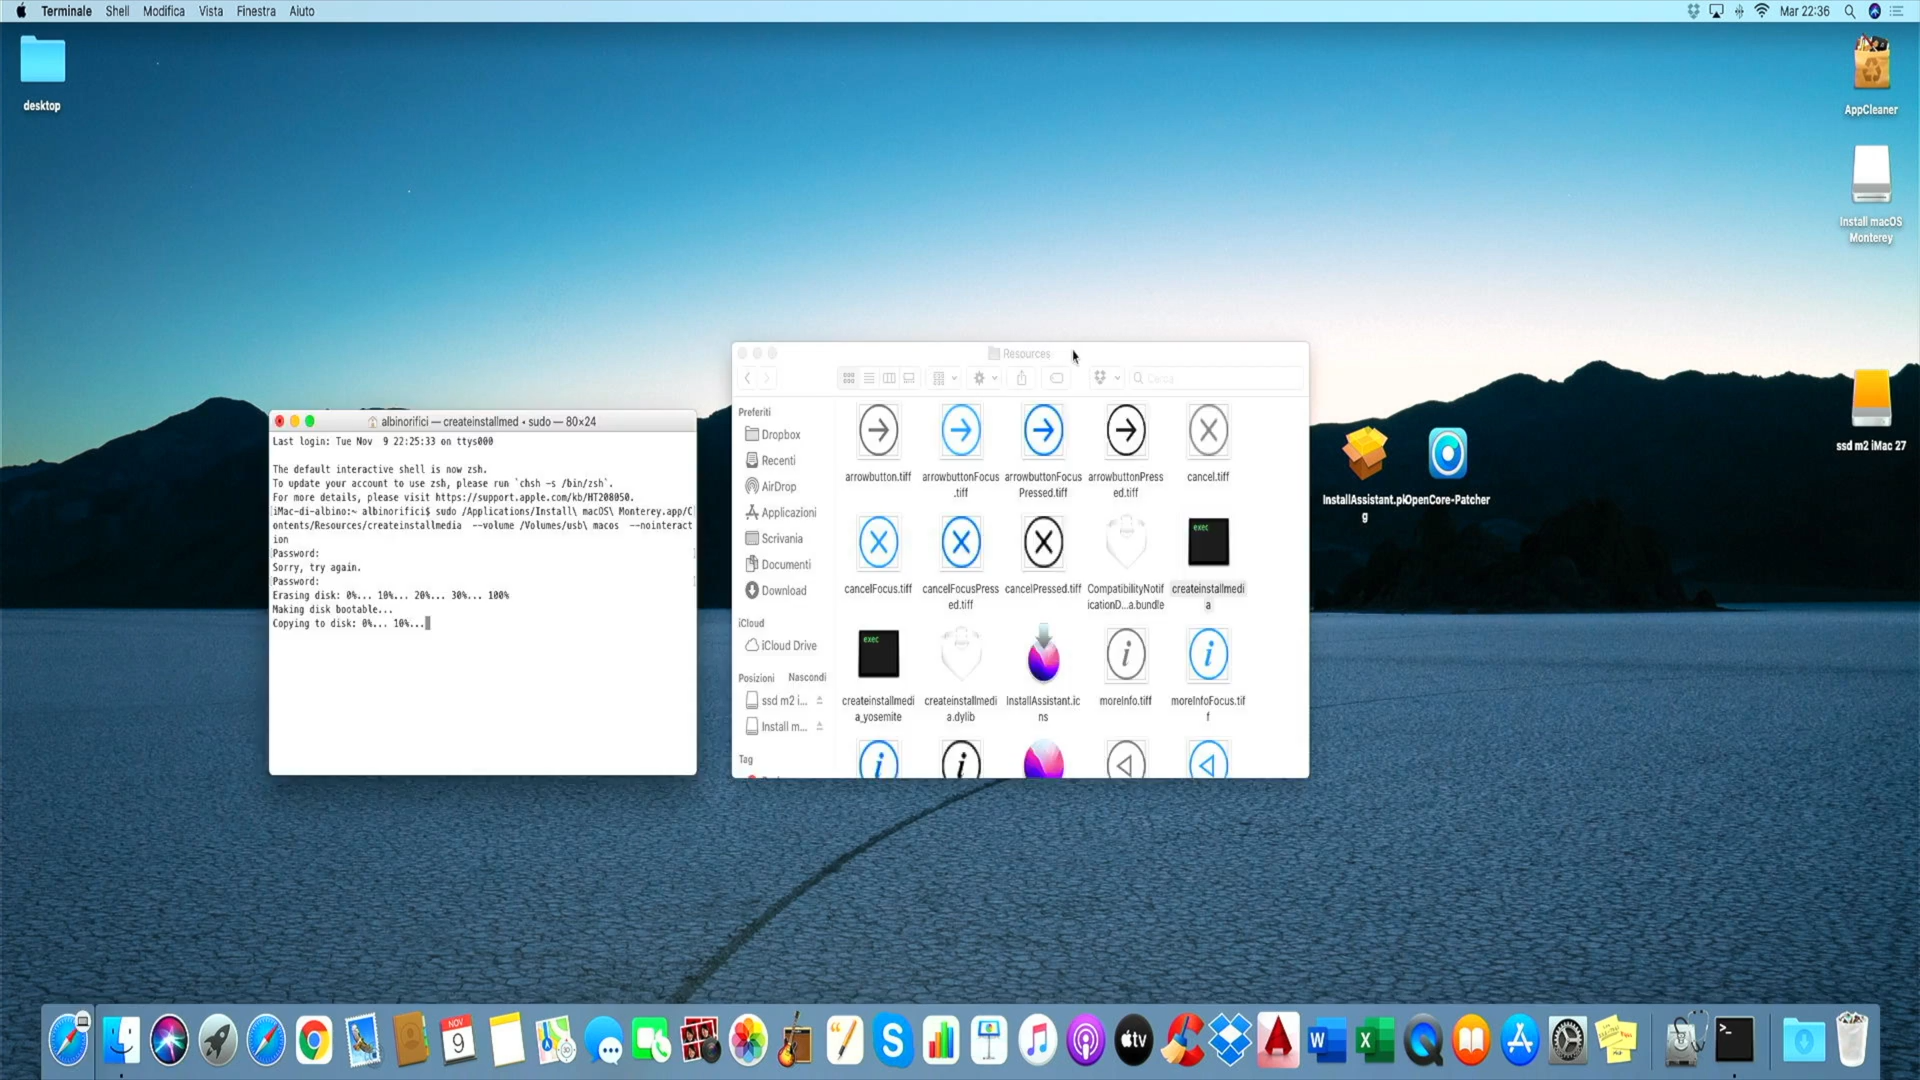 Terminale Shell Modifica Vista Finestra Aiuto
Mar 22:36
desktop
AppCleaner
Install macOS
Monterey
ssd m2 iMac 27
albinorifici — createinstallmed • sudo — 80×24
Last login: Tue Nov  9 22:25:33 on ttys000
The default interactive shell is now zsh.
To update your account to use zsh, please run `chsh -s /bin/zsh`.
For more details, please visit https://support.apple.com/kb/HT208050.
iMac-di-albino:~ albinorifici$ sudo /Applications/Install\ macOS\ Monterey.app/C
ontents/Resources/createinstallmedia  --volume /Volumes/usb\ macos  --nointeract
ion
Password:
Sorry, try again.
Password:
Erasing disk: 0%... 10%... 20%... 30%... 100%
Making disk bootable...
Copying to disk: 0%... 10%...
Resources
Cerca
Preferiti
Dropbox
Recenti
AirDrop
Applicazioni
Scrivania
Documenti
Download
iCloud
iCloud Drive
Posizioni Nascondi
ssd m2 i...
Install m...
Tag
arrowbutton.tiff
arrowbuttonFocus
.tiff
arrowbuttonFocus
Pressed.tiff
arrowbuttonPress
ed.tiff
cancel.tiff
cancelFocus.tiff
cancelFocusPress
ed.tiff
cancelPressed.tiff
CompatibilityNotif
icationD...a.bundle
exec
createinstallmedi
a
exec
createinstallmedi
a_yosemite
createinstallmedi
a.dylib
InstallAssistant.ic
ns
moreInfo.tiff
moreInfoFocus.tif
f
InstallAssistant.pk
g
OpenCore-Patcher
NOV
9
tv